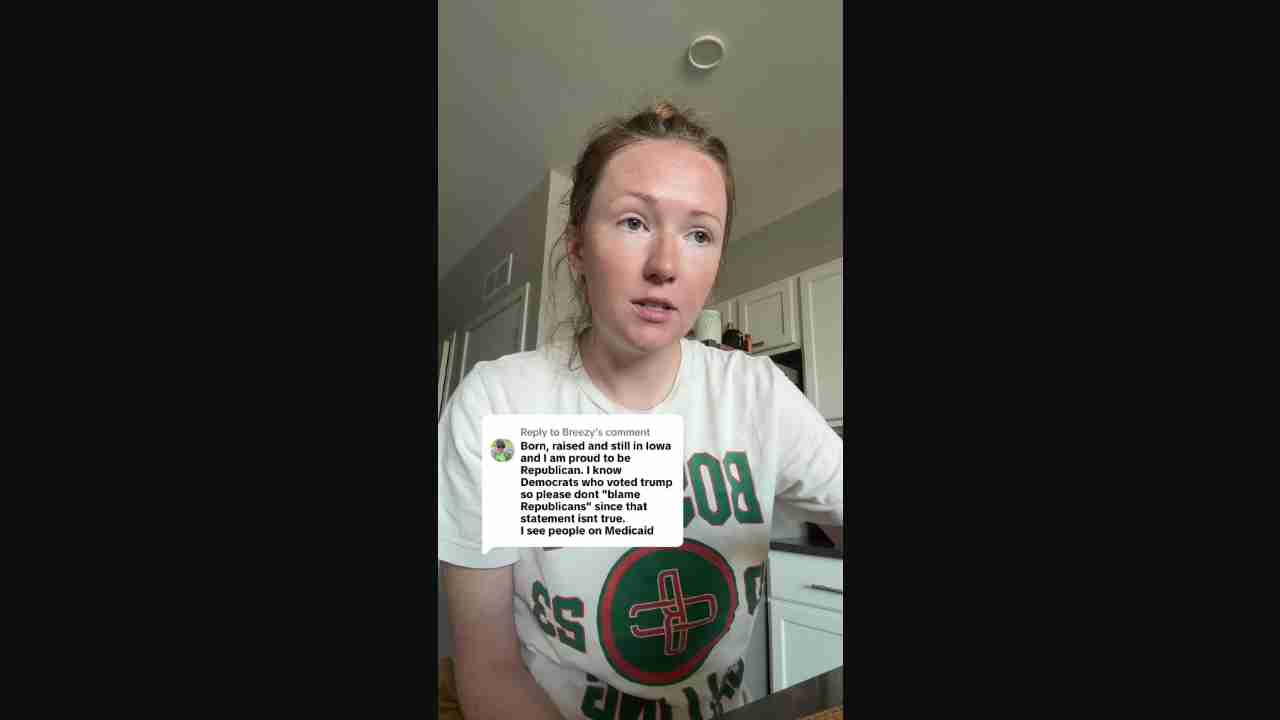 Reply to Breezy's comment
Born, raised and still in Iowa
and I am proud to be
Republican. I know
Democrats who voted trump
so please dont "blame
Republicans" since that
statement isnt true.
I see people on Medicaid